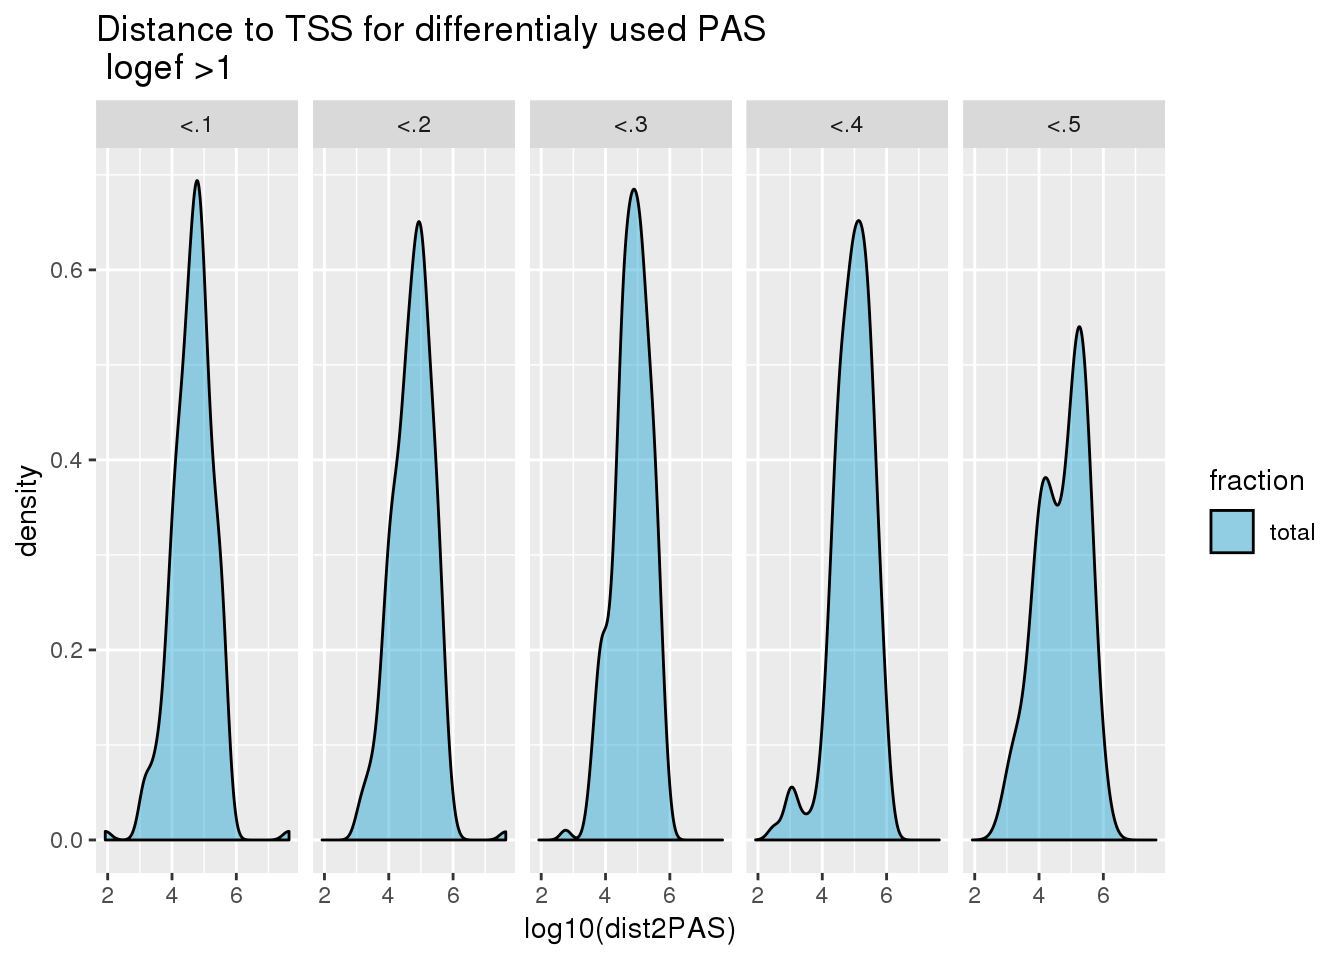 Distance to TSS for differentialy used PAS
logef >1
<.1
<.2
<.3
<.4
<.5
density
0.6
0.4
0.2
0.0
2 4 6
2 4 6
2 4 6
2 4 6
2 4 6
log10(dist2PAS)
fraction
total